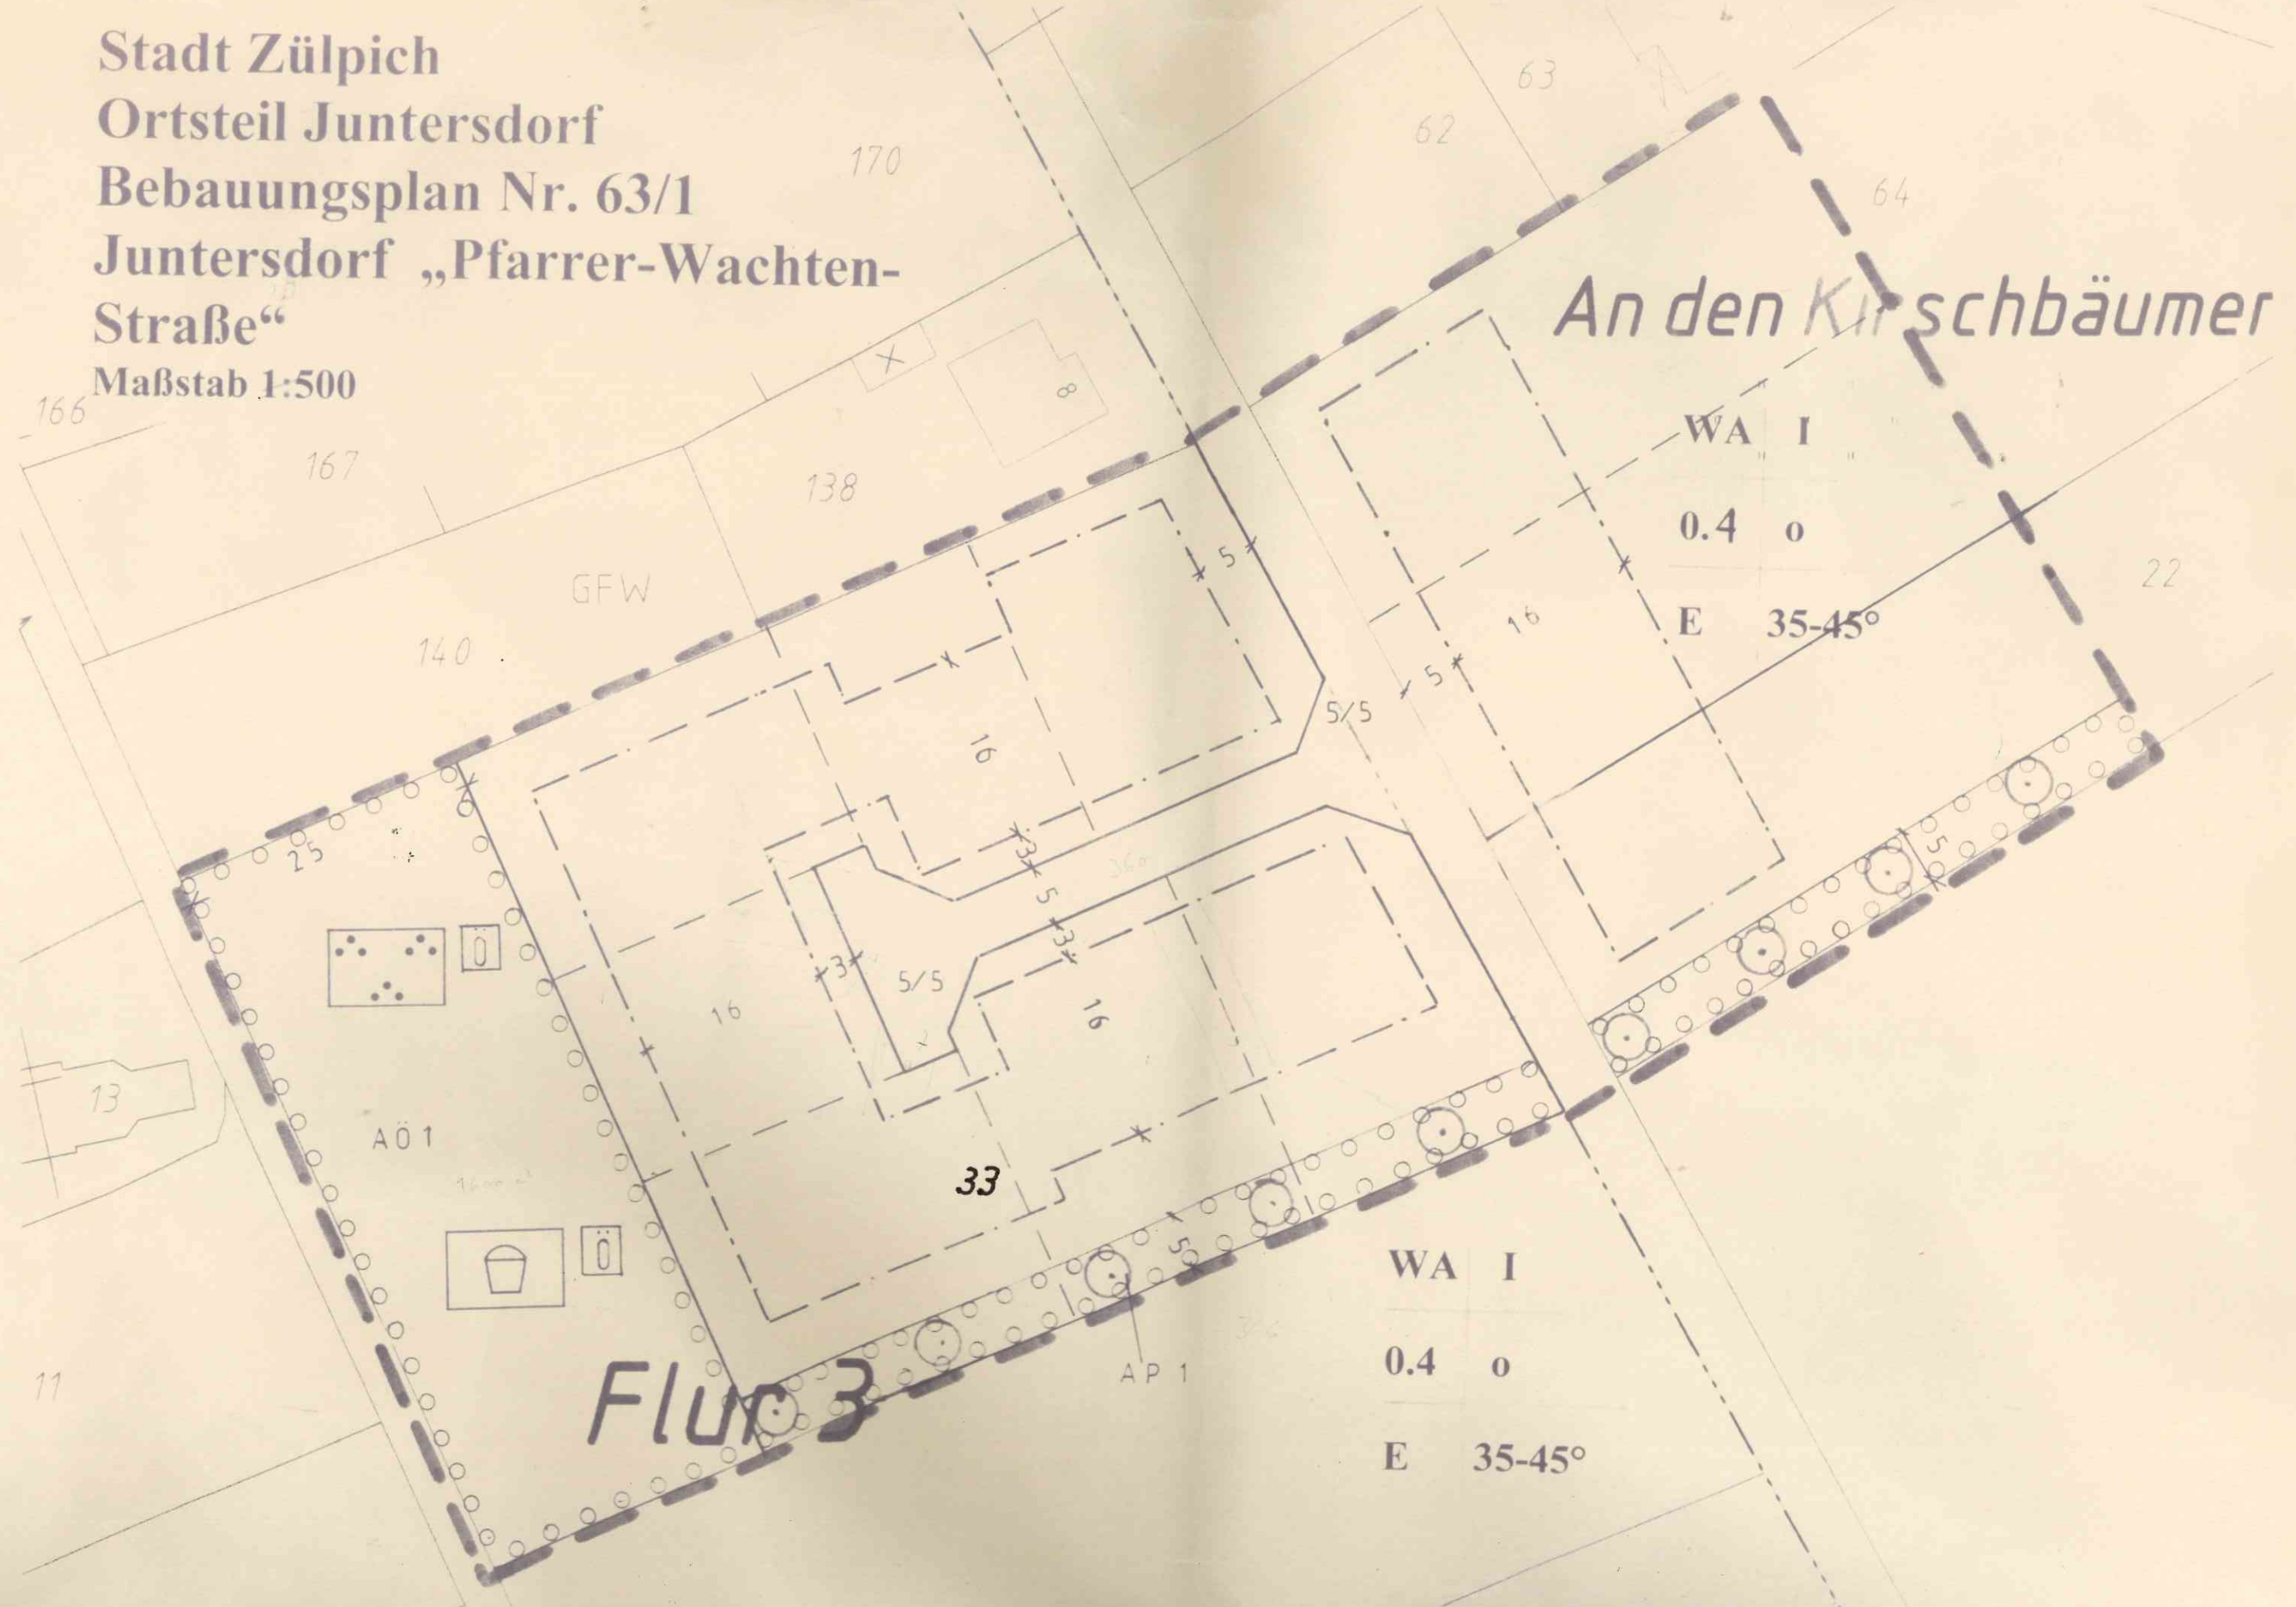 Stadt Zülpich
Ortsteil Juntersdorf
Bebauungsplan Nr. 63/1
Juntersdorf „Pfarrer-Wachten-
Straße“
Maßstab 1:500
63
62
170
64
An den Kirschbäumer
166
167
8
138
WA I
0.4 o
E 35-45°
22
GFW
140
5
16
5
5/5
16
25
3
5
3
5
3
5/5
16
16
13
AÖ1
33
5
WA I
0.4 o
E 35-45°
AP 1
11
Flur 3